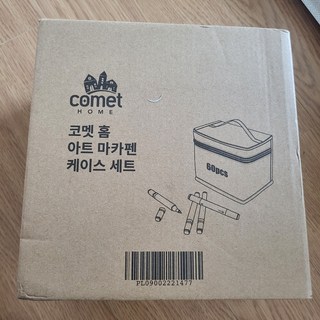 comet
HOME
코멧 홈
아트 마카펜
케이스 세트
60pcs
PL09002221477